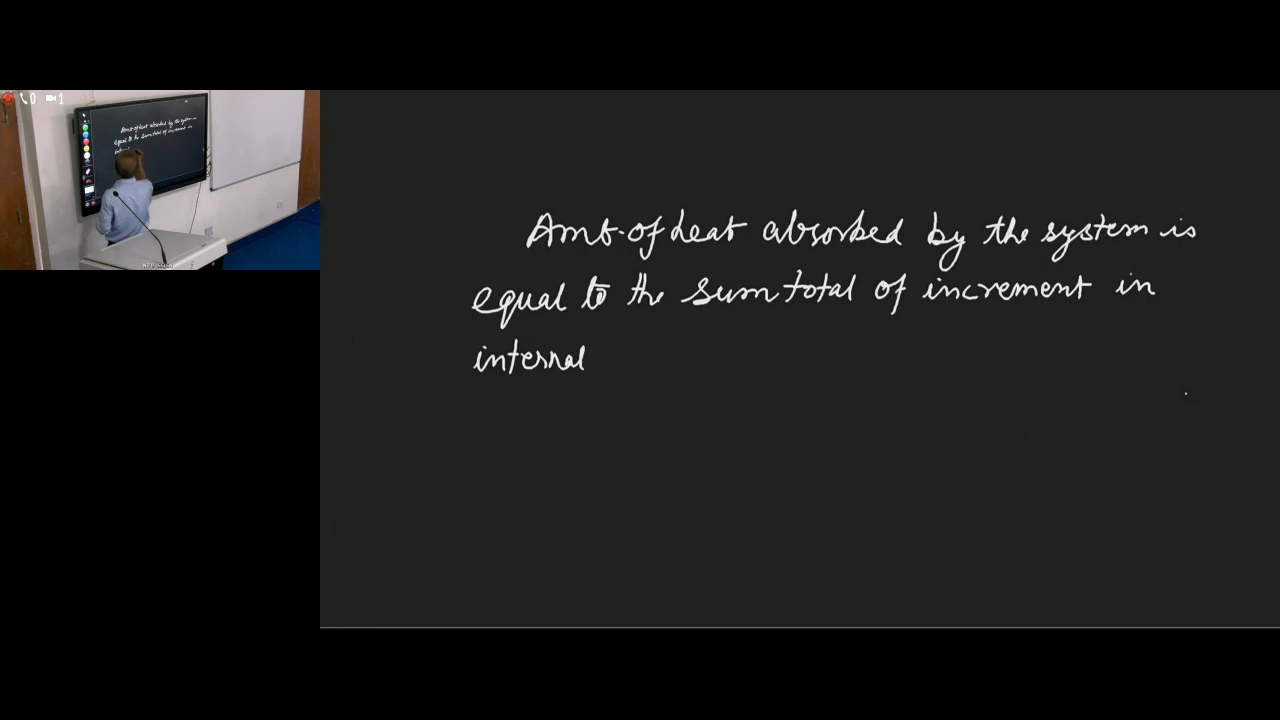 Amt. of heat absorbed by the system is
equal to the sum total of increment in
internal